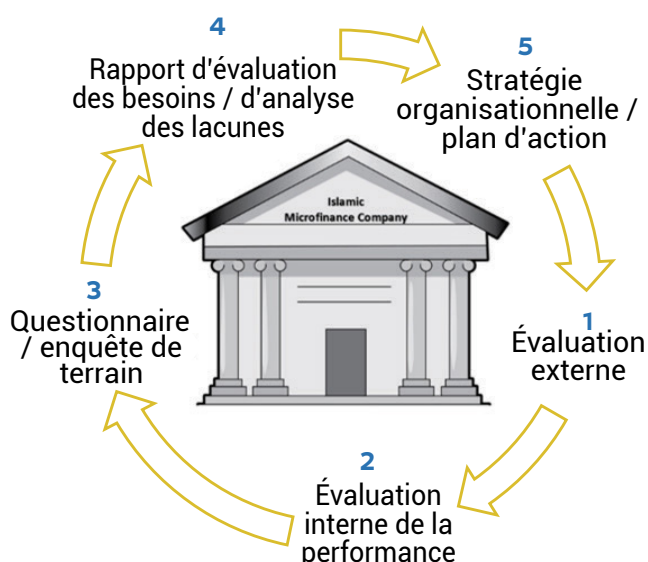 4
Rapport d'évaluation
des besoins / d'analyse
des lacunes
5
Stratégie
organisationnelle /
plan d'action
Islamic
Microfinance Company
3
Questionnaire
/ enquête de
terrain
1
Évaluation
externe
2
Évaluation
interne de la
performance